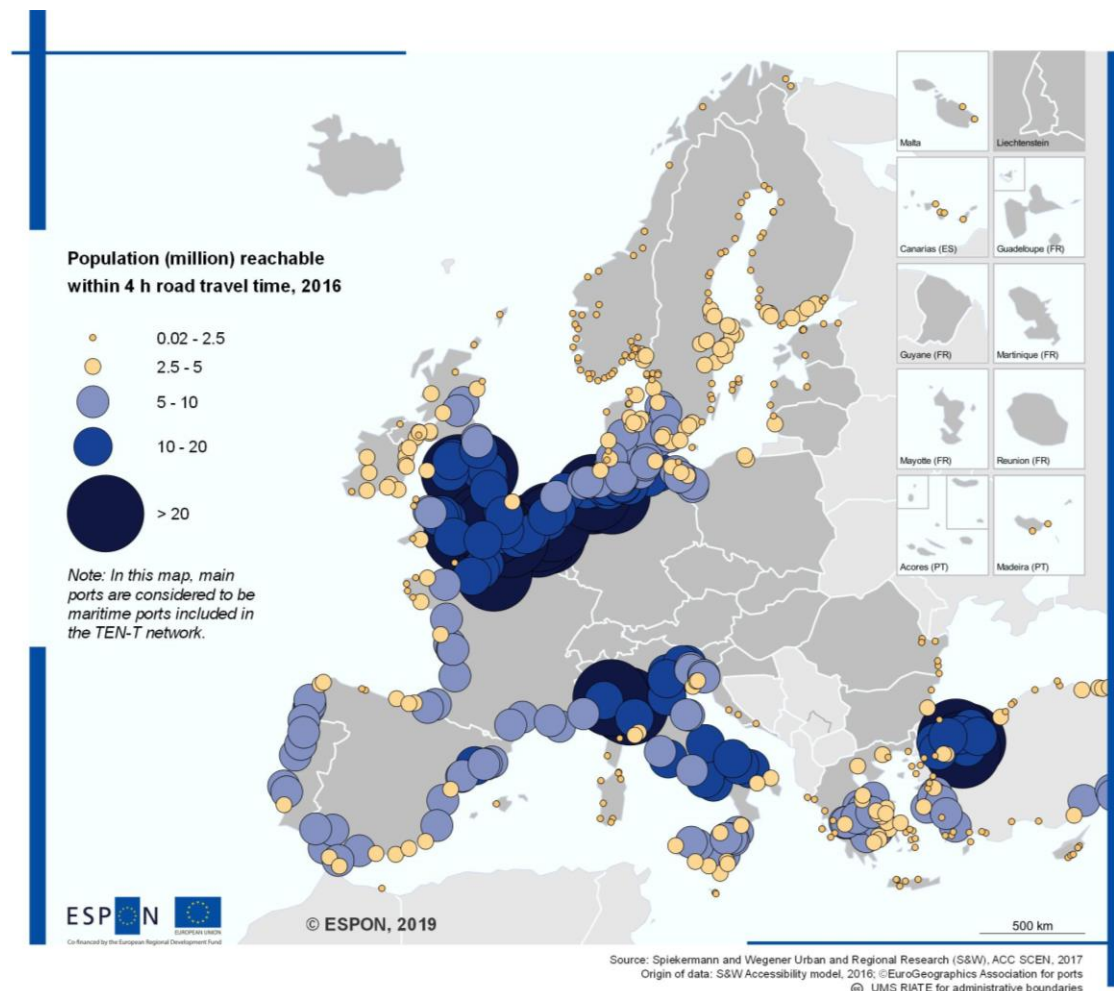 Malta
Liechtenstein
Canarias (ES)
Guadeloupe (FR)
Guyane (FR)
Martinique (FR)
Mayotte (FR)
Reunion (FR)
Acores (PT)
Madeira (PT)
Population (million) reachable
within 4 h road travel time, 2016
0.02 - 2.5
2.5 - 5
5 - 10
10 - 20
> 20
Note: In this map, main
ports are considered to be
maritime ports included in
the TEN-T network.
ESPON
EUROPEAN UNION
Co-financed by the European Regional Development Fund
© ESPON, 2019
500 km
Source: Spiekermann and Wegener Urban and Regional Research (S&W), ACC SCEN, 2017
Origin of data: S&W Accessibility model, 2016; ©EuroGeographics Association for ports
cc UMS RIATE for administrative boundaries